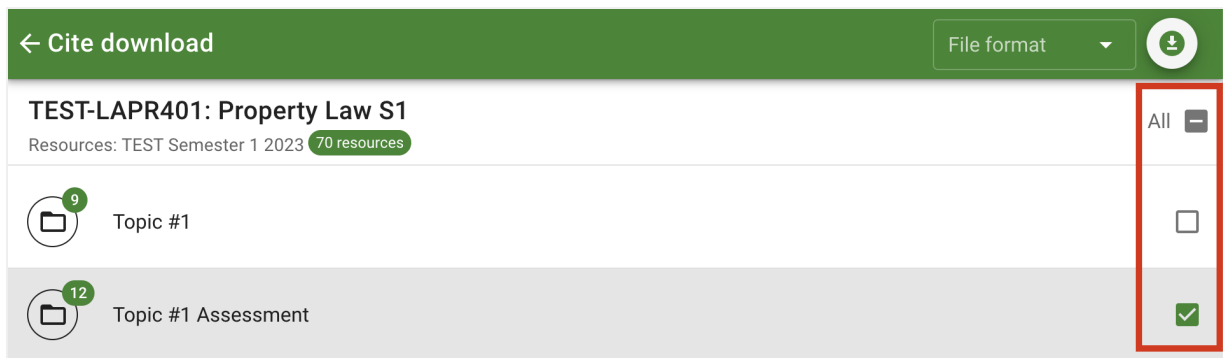 Cite download
File format
TEST-LAPR401: Property Law S1
All
Resources: TEST Semester 1 2023 70 resources
9
Topic #1
12
Topic #1 Assessment